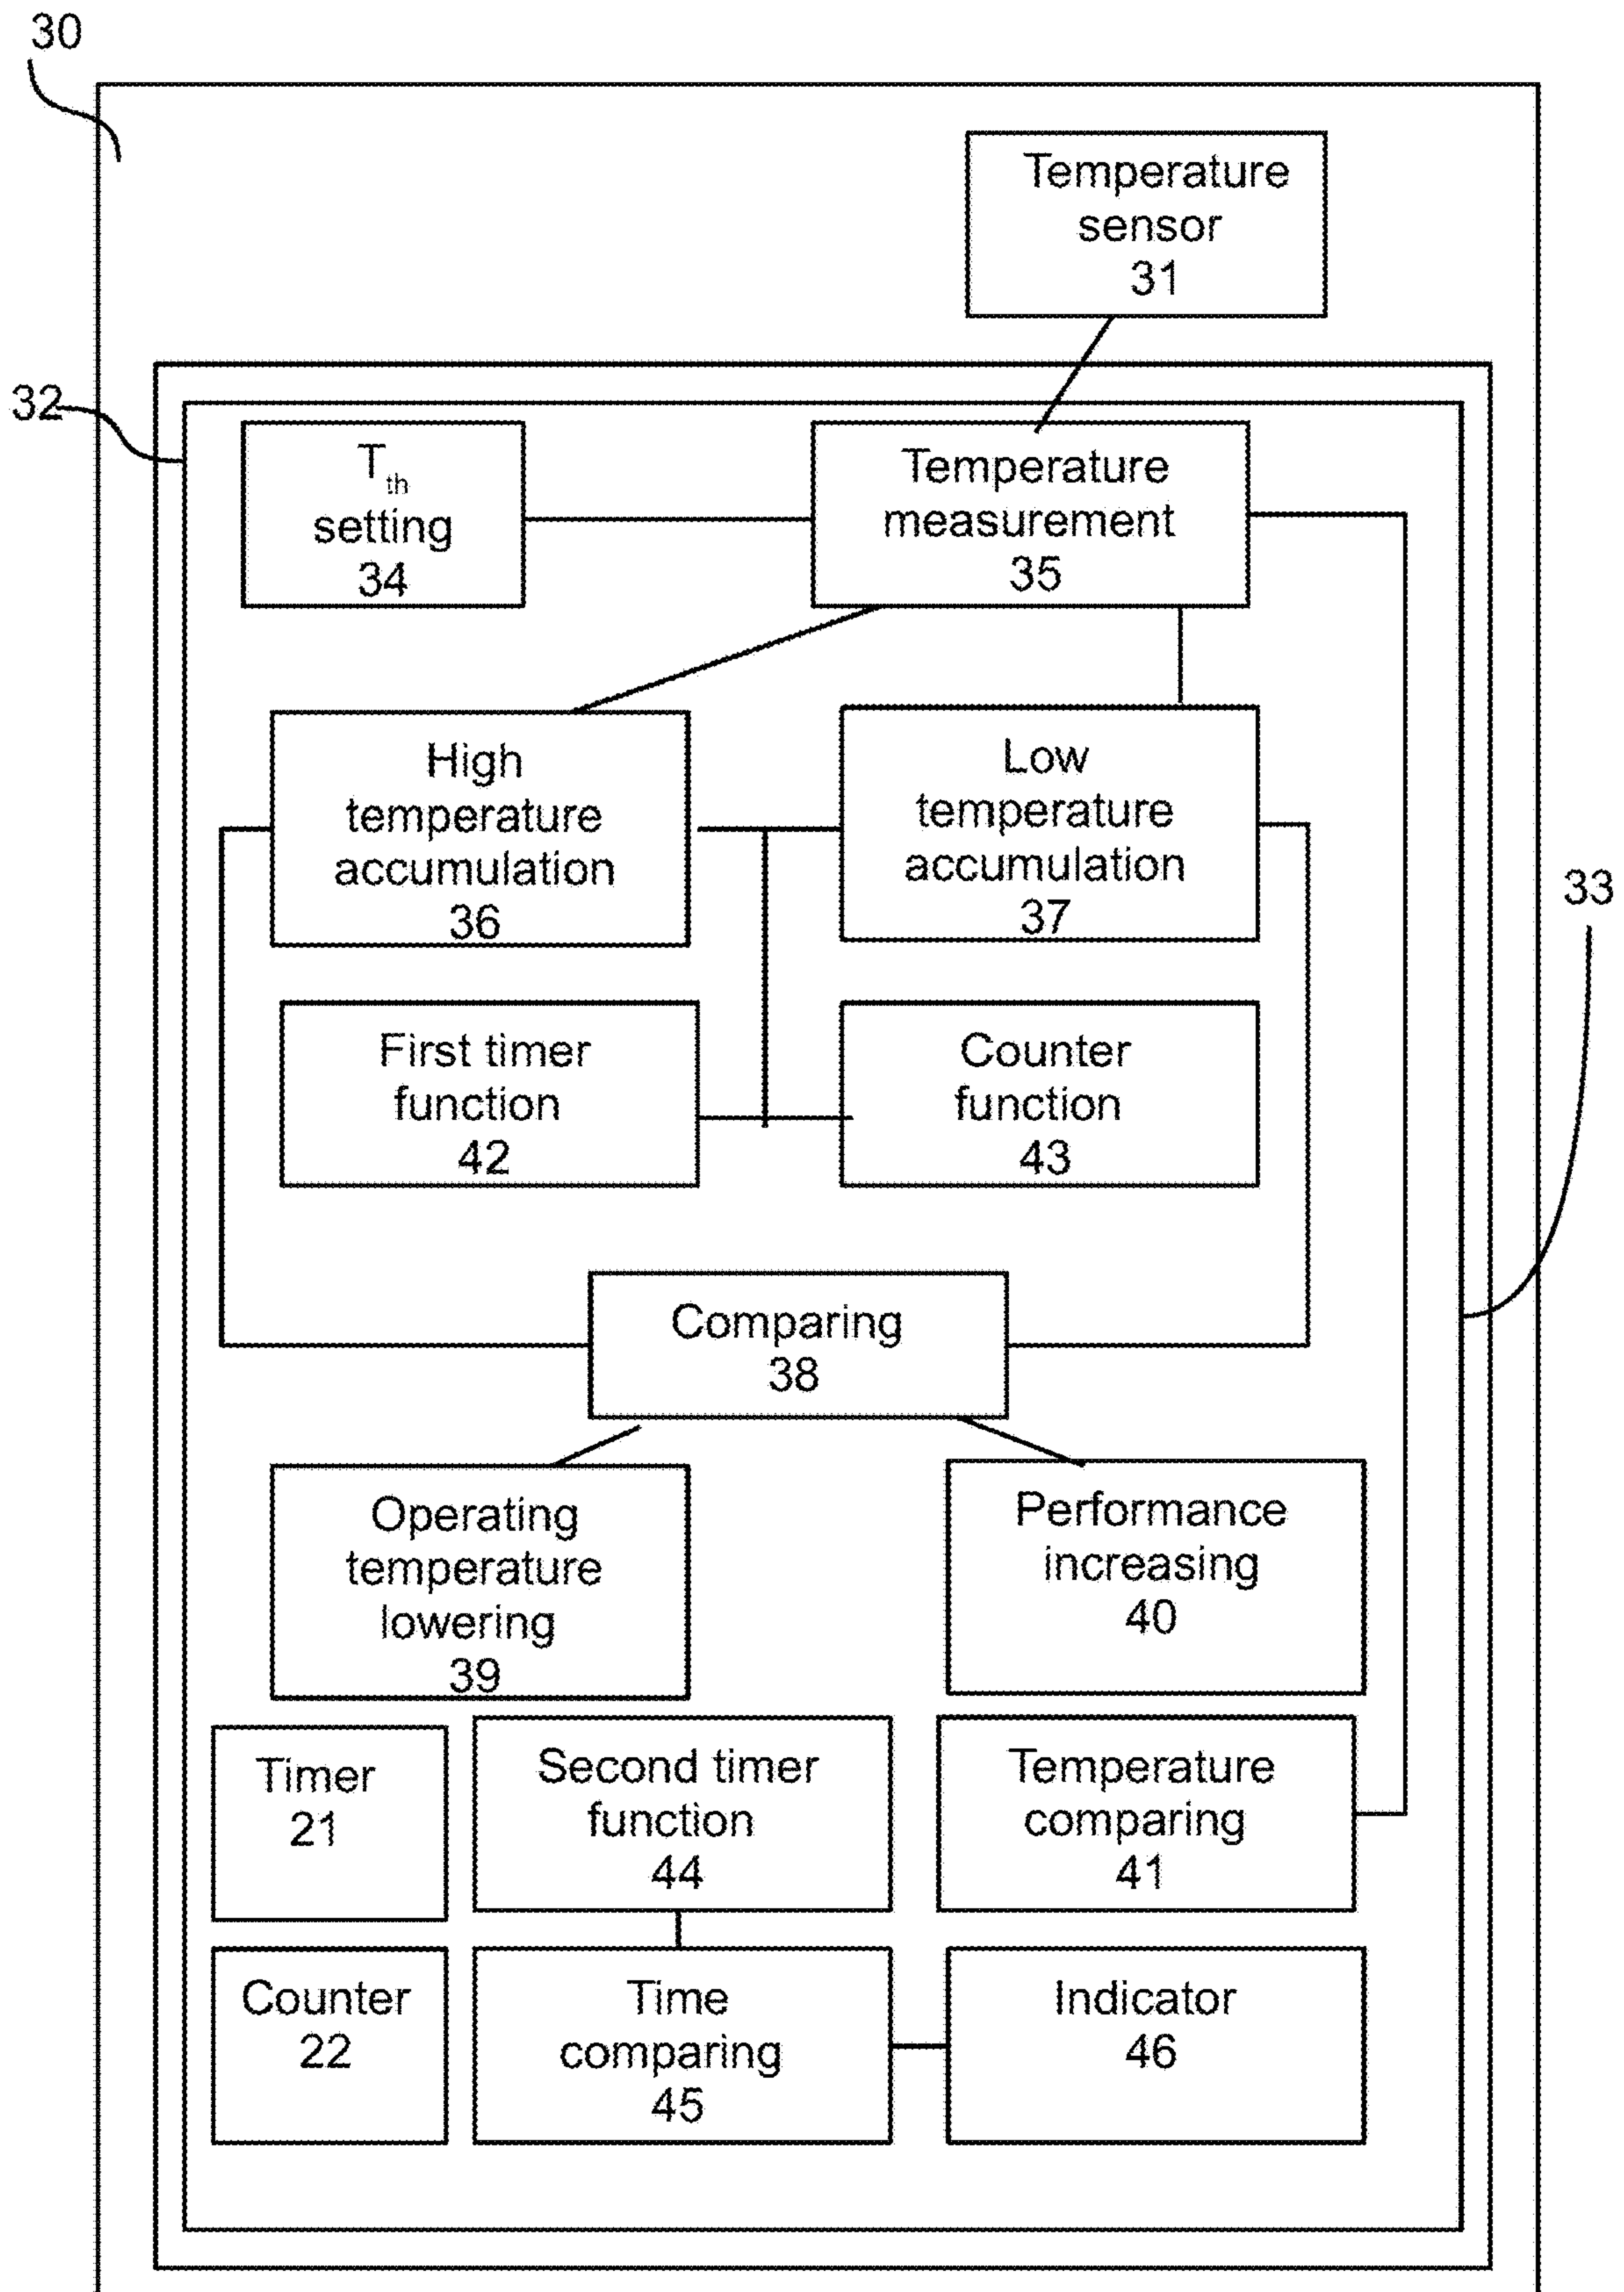 30
Temperature
sensor
31
32
Tth
setting
34
Temperature
measurement
35
High
temperature
accumulation
36
Low
temperature
accumulation
37
33
First timer
function
42
Counter
function
43
Comparing
38
Operating
temperature
lowering
39
Performance
increasing
40
Timer
21
Second timer
function
44
Temperature
comparing
41
Counter
22
Time
comparing
45
Indicator
46